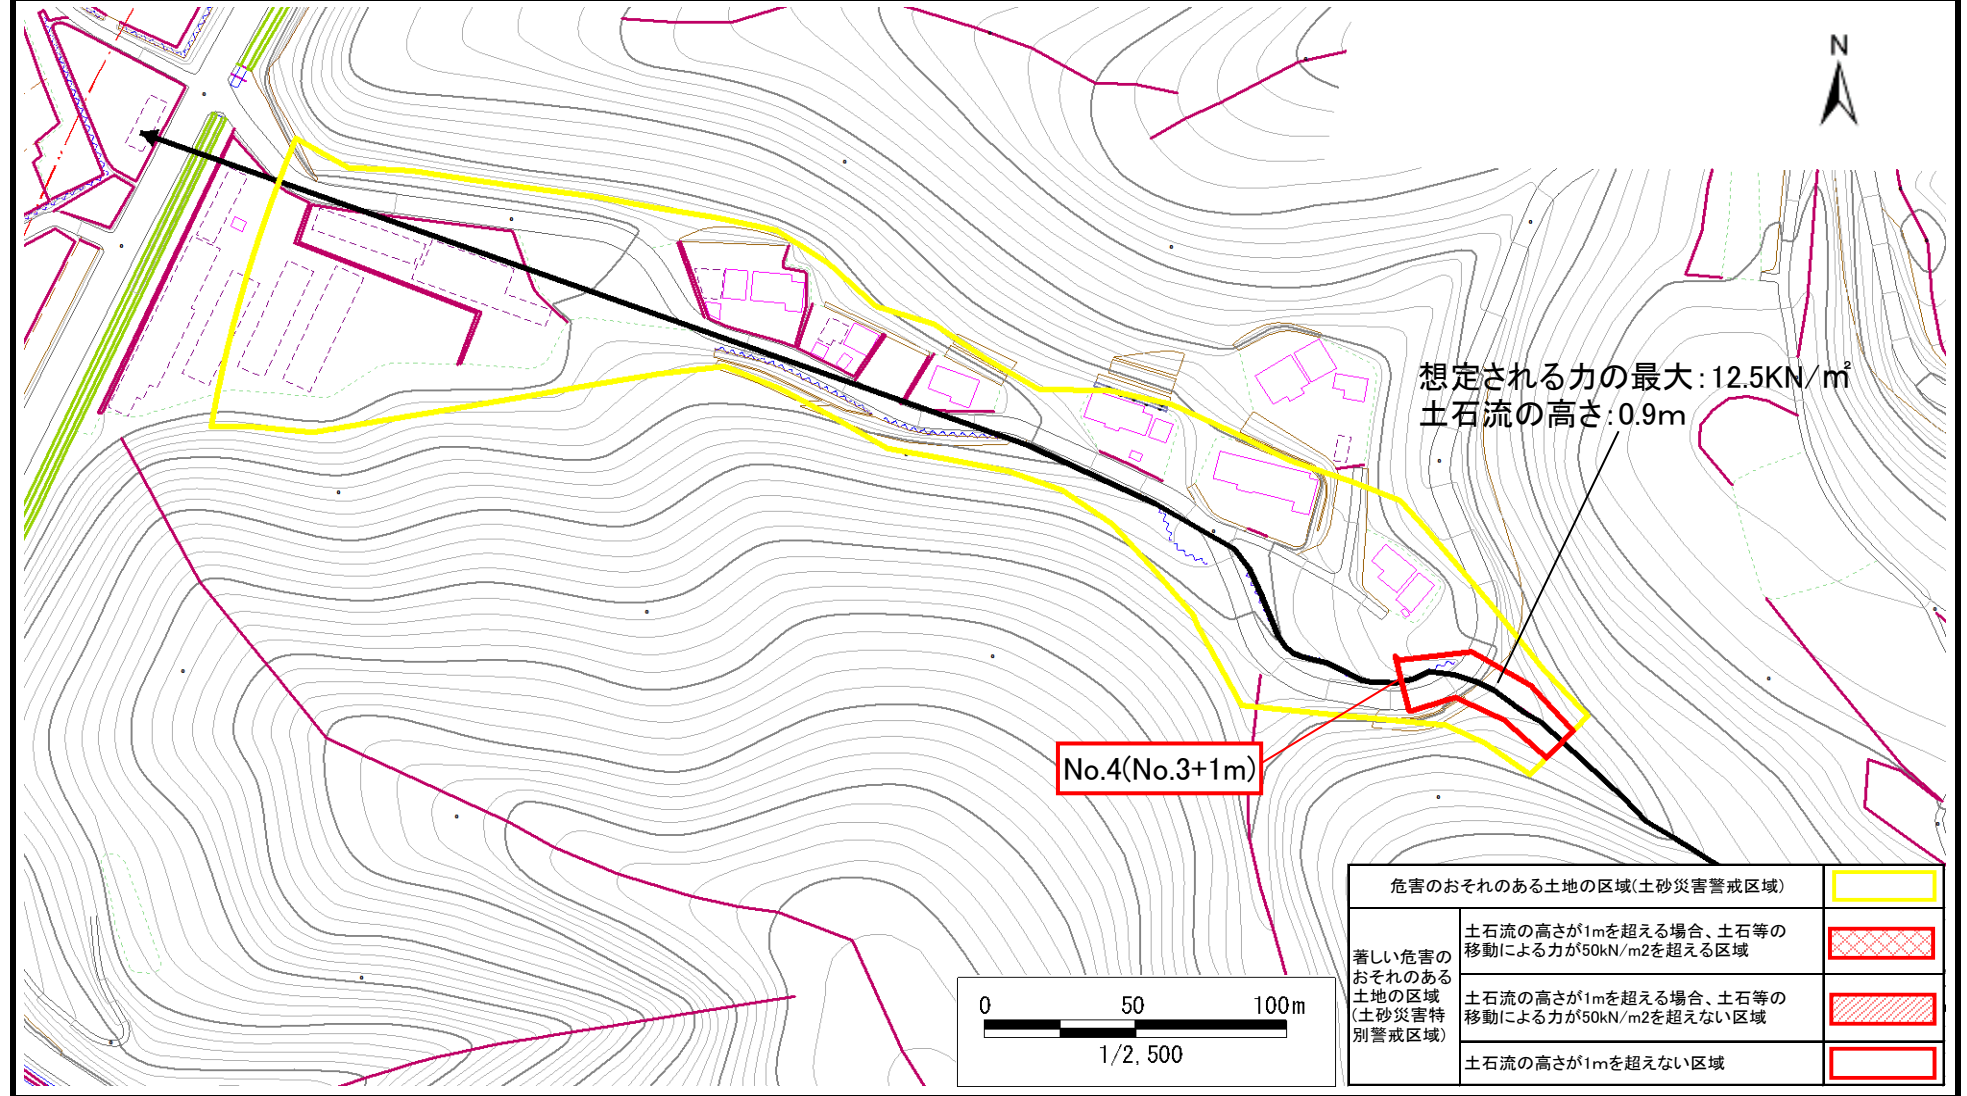 N
想定される力の最大:12.5KN/㎡
土石流の高さ:0.9m
No.4(No.3+1m)
0 50 100m
1/2,500
危害のおそれのある土地の区域(土砂災害警戒区域)
著しい危害の
おそれのある
土地の区域
(土砂災害特
別警戒区域)
土石流の高さが1mを超える場合、土石等の
移動による力が50kN/m2を超える区域
土石流の高さが1mを超える場合、土石等の
移動による力が50kN/m2を超えない区域
土石流の高さが1mを超えない区域